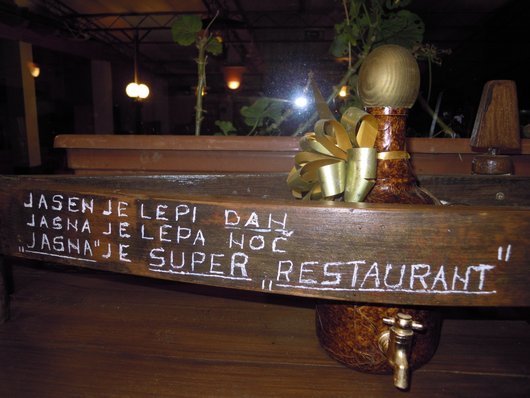 JASEN JE LEPI DAN
JASNA JE LEPA NOČ
„JASNA" JE SUPER „RESTAURANT"